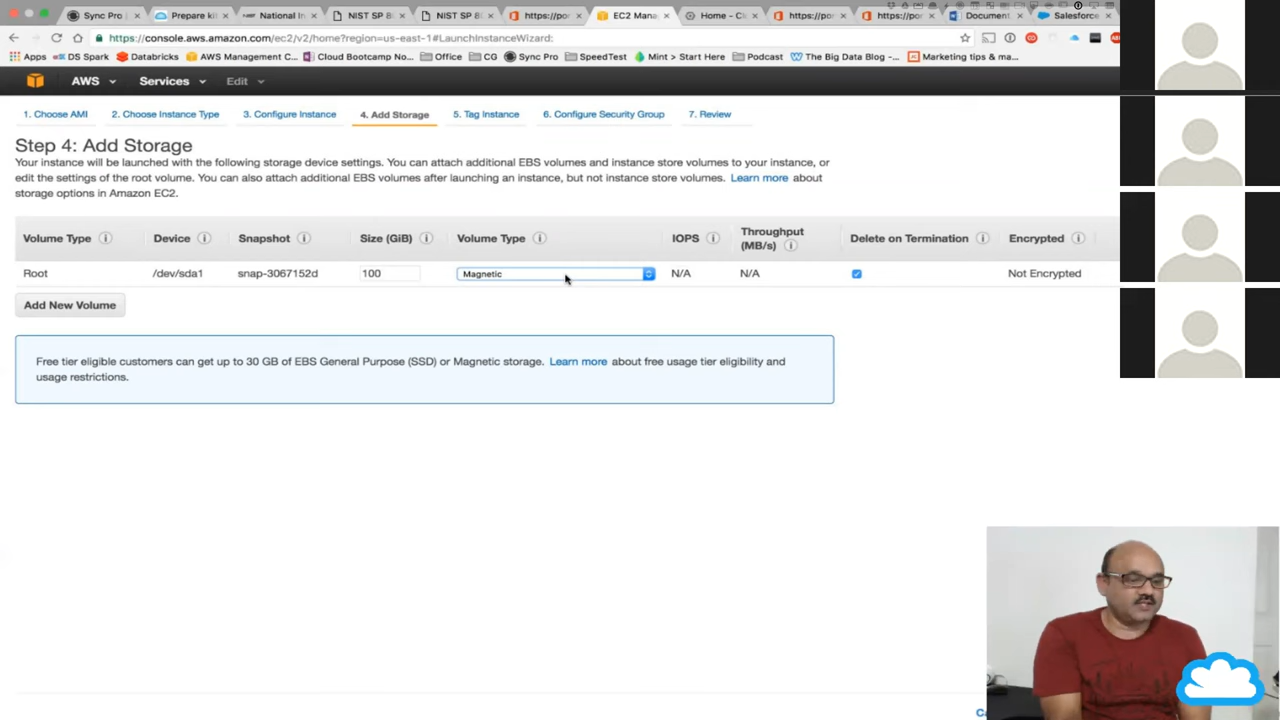 Sync Pro
Prepare ki
National In
NIST SP 8
NIST SP 8
https://po
EC2 Mana
Home - Cl
https://po
https://po
Document
Salesforce
https://console.aws.amazon.com/ec2/v2/home?region=us-east-1#LaunchInstanceWizard:
Apps DS Spark Databricks AWS Management C... Cloud Bootcamp No... Office CG Sync Pro SpeedTest Mint > Start Here Podcast The Big Data Blog -... Marketing tips & ma...
AWS Services Edit
1. Choose AMI 2. Choose Instance Type 3. Configure Instance 4. Add Storage 5. Tag Instance 6. Configure Security Group 7. Review
Step 4: Add Storage
Your instance will be launched with the following storage device settings. You can attach additional EBS volumes and instance store volumes to your instance, or
edit the settings of the root volume. You can also attach additional EBS volumes after launching an instance, but not instance store volumes. Learn more about
storage options in Amazon EC2.
Volume Type Device Snapshot Size (GiB) Volume Type IOPS Throughput (MB/s) Delete on Termination Encrypted
Root /dev/sda1 snap-3067152d 100 Magnetic N/A N/A Not Encrypted
Add New Volume
Free tier eligible customers can get up to 30 GB of EBS General Purpose (SSD) or Magnetic storage. Learn more about free usage tier eligibility and
usage restrictions.